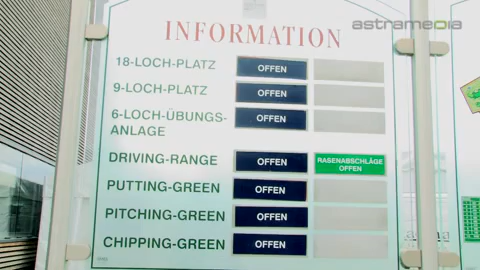 astramedia
INFORMATION
18-LOCH-PLATZ OFFEN
9-LOCH-PLATZ OFFEN
6-LOCH-ÜBUNGS-
ANLAGE OFFEN
DRIVING-RANGE OFFEN RASENABSCHLÄGE
OFFEN
PUTTING-GREEN OFFEN
PITCHING-GREEN OFFEN
CHIPPING-GREEN OFFEN